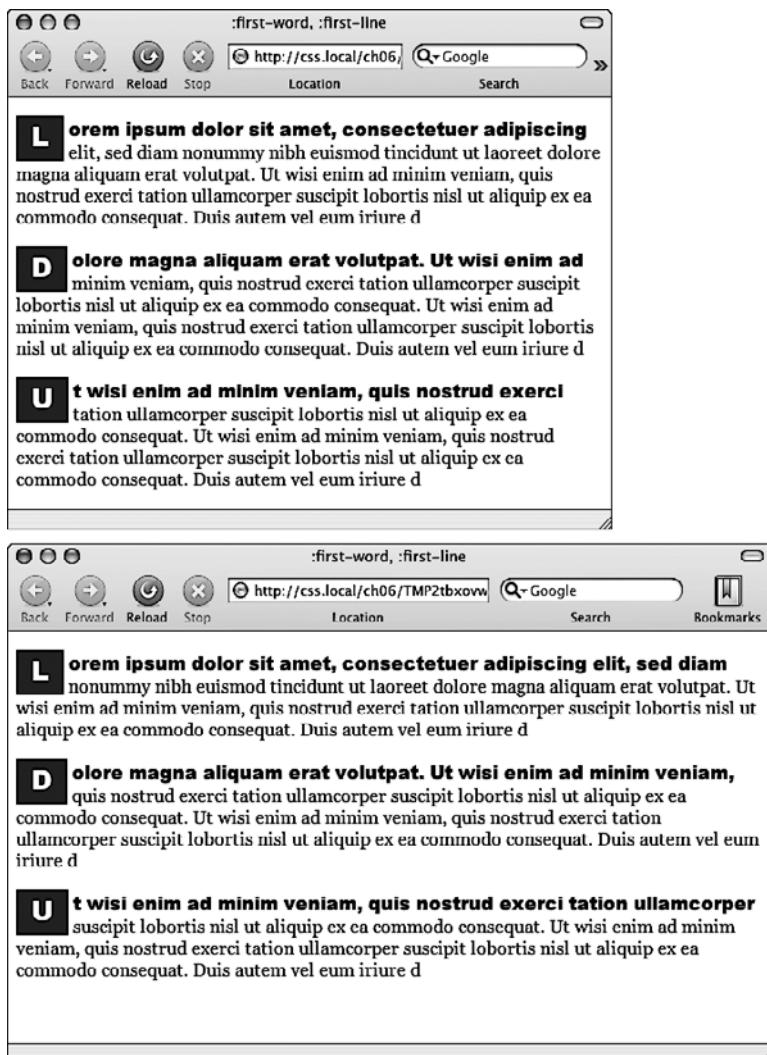 :first-word, :first-line
http://css.local/ch06/
Google
Back Forward Reload Stop Location Search
L orem ipsum dolor sit amet, consectetuer adipiscing
elit, sed diam nonummy nibh euismod tincidunt ut laoreet dolore
magna aliquam erat volutpat. Ut wisi enim ad minim veniam, quis
nostrud exerci tation ullamcorper suscipit lobortis nisl ut aliquip ex ea
commodo consequat. Duis autem vel eum iriure d
D olore magna aliquam erat volutpat. Ut wisi enim ad
minim veniam, quis nostrud exerci tation ullamcorper suscipit
lobortis nisl ut aliquip ex ea commodo consequat. Ut wisi enim ad
minim veniam, quis nostrud exerci tation ullamcorper suscipit lobortis
nisl ut aliquip ex ea commodo consequat. Duis autem vel eum iriure d
U t wisi enim ad minim veniam, quis nostrud exerci
tation ullamcorper suscipit lobortis nisl ut aliquip ex ea
commodo consequat. Ut wisi enim ad minim veniam, quis nostrud
exerci tation ullamcorper suscipit lobortis nisl ut aliquip ex ea
commodo consequat. Duis autem vel eum iriure d
:first-word, :first-line
http://css.local/ch06/TMP2tbxovw
Google
Back Forward Reload Stop Location Search Bookmarks
L orem ipsum dolor sit amet, consectetuer adipiscing elit, sed diam
nonummy nibh euismod tincidunt ut laoreet dolore magna aliquam erat volutpat. Ut
wisi enim ad minim veniam, quis nostrud exerci tation ullamcorper suscipit lobortis nisl ut
aliquip ex ea commodo consequat. Duis autem vel eum iriure d
D olore magna aliquam erat volutpat. Ut wisi enim ad minim veniam,
quis nostrud exerci tation ullamcorper suscipit lobortis nisl ut aliquip ex ea
commodo consequat. Ut wisi enim ad minim veniam, quis nostrud exerci tation
ullamcorper suscipit lobortis nisl ut aliquip ex ea commodo consequat. Duis autem vel eum
iriure d
U t wisi enim ad minim veniam, quis nostrud exerci tation ullamcorper
suscipit lobortis nisl ut aliquip ex ea commodo consequat. Ut wisi enim ad minim
veniam, quis nostrud exerci tation ullamcorper suscipit lobortis nisl ut aliquip ex ea
commodo consequat. Duis autem vel eum iriure d